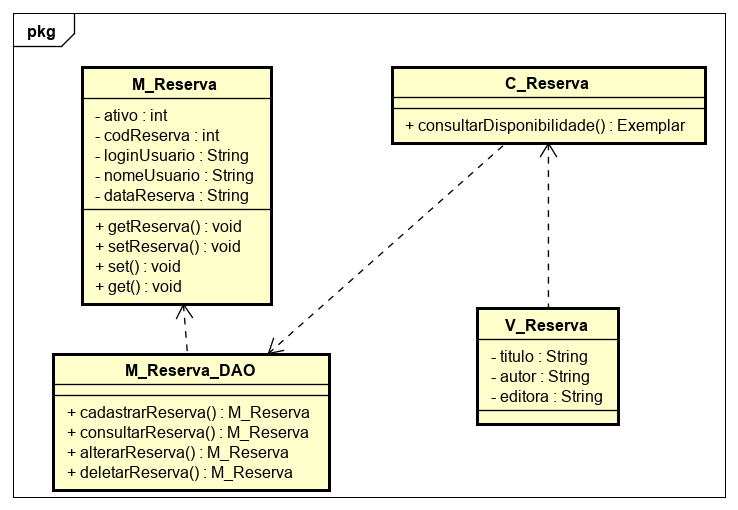 pkg
M_Reserva
- ativo : int
- codReserva : int
- loginUsuario : String
- nomeUsuario : String
- dataReserva : String
+ getReserva() : void
+ setReserva() : void
+ set() : void
+ get() : void
C_Reserva
+ consultarDisponibilidade() : Exemplar
M_Reserva_DAO
+ cadastrarReserva() : M_Reserva
+ consultarReserva() : M_Reserva
+ alterarReserva() : M_Reserva
+ deletarReserva() : M_Reserva
V_Reserva
- titulo : String
- autor : String
- editora : String